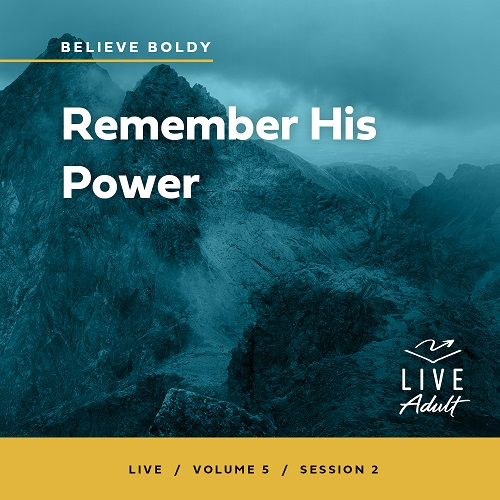 BELIEVE BOLDY
Remember His
Power
LIVE
Adult
LIVE / VOLUME 5 / SESSION 2